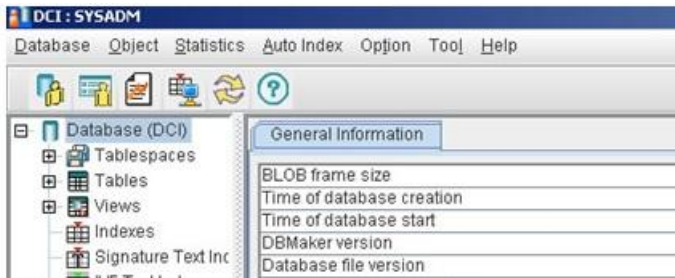 DCI : SYSADM
Database Object Statistics Auto Index Option Tool Help
Database (DCI)
Tablespaces
Tables
Views
Indexes
Signature Text Inc
General Information
BLOB frame size
Time of database creation
Time of database start
DBMaker version
Database file version